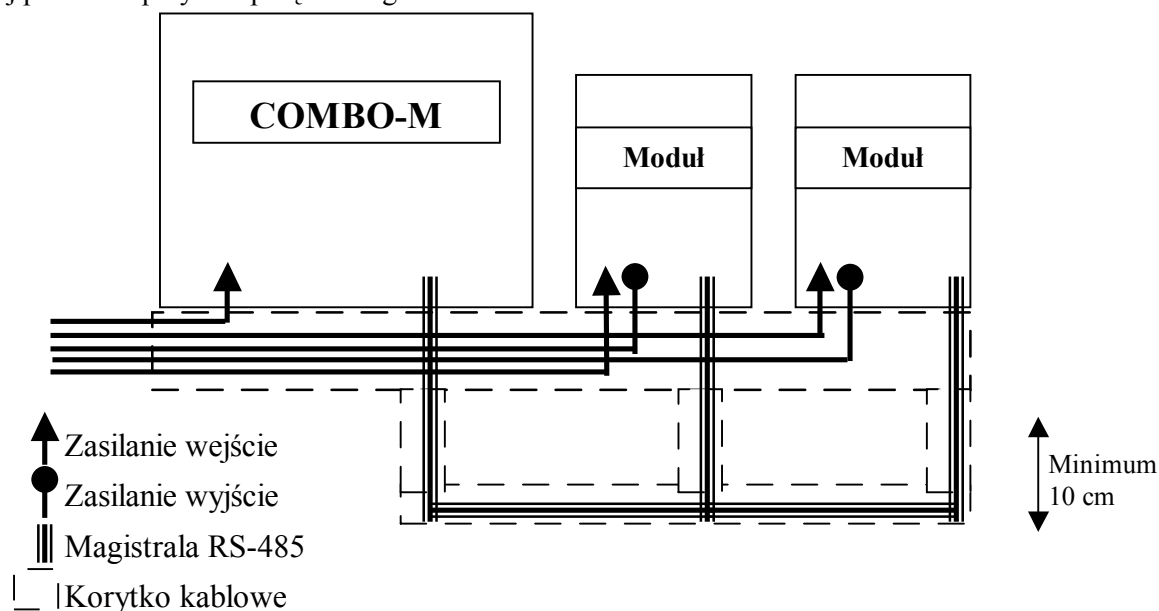 COMBO-M
Moduł
Moduł
Zasilanie wejście
Zasilanie wyjście
Magistrala RS-485
Korytko kablowe
Minimum
10 cm